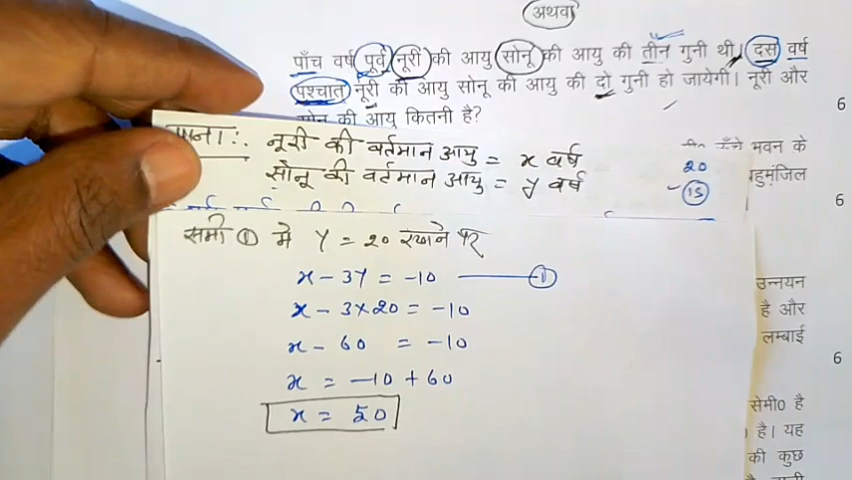 अथवा
पाँच वर्ष पूर्व नूरी की आयु सोनू की आयु की तीन गुनी थी। दस वर्ष
पश्चात नूरी की आयु सोनू की आयु की दो गुनी हो जायेगी। नूरी और
सोनू की आयु कितनी है?
6
माना:. नूरी की वर्तमान आयु = x वर्ष
सोनू की वर्तमान आयु = y वर्ष
20
- 15
भवन के
6
समी ① मे y = 20 रखने पर
x - 3y = -10 ①
x - 3×20 = -10
x - 60 = -10
x = -10 + 60
x = 50
उन्नयन
है और
लम्बाई
6
सेमी0 है
है। यह
की कुछ